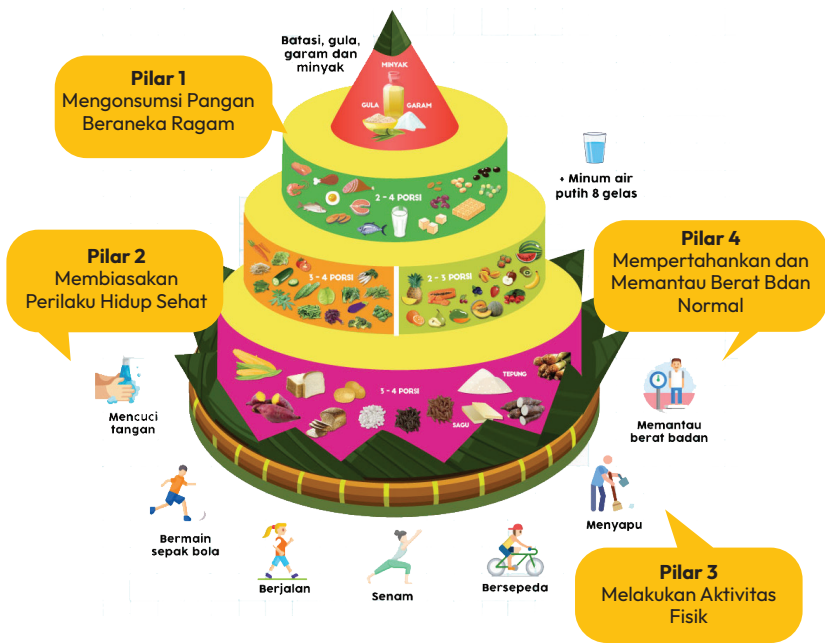 Batasi, gula,
garam dan
minyak
MINYAK
GULA
GARAM
Pilar 1
Mengonsumsi Pangan
Beraneka Ragam
2 - 4 PORSI
+ Minum air
putih 8 gelas
Pilar 2
Membiasakan
Perilaku Hidup Sehat
3 - 4 PORSI
2 - 3 PORSI
Pilar 4
Mempertahankan dan
Memantau Berat Bdan
Normal
3 - 4 PORSI
TEPUNG
SAGU
Mencuci
tangan
Memantau
berat badan
Bermain
sepak bola
Berjalan
Senam
Bersepeda
Menyapu
Pilar 3
Melakukan Aktivitas
Fisik